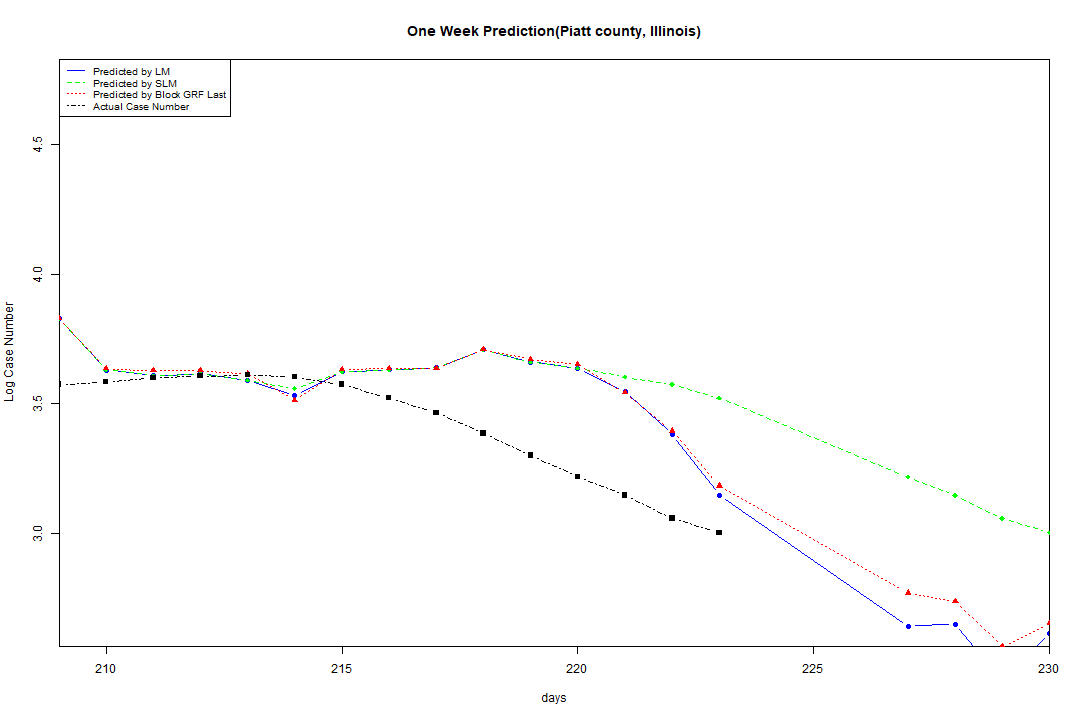 One Week Prediction(Piatt county, Illinois)
Predicted by LM
Predicted by SLM
Predicted by Block GRF Last
Actual Case Number
4.5
4.0
3.5
3.0
Log Case Number
210 215 220 225 230
days